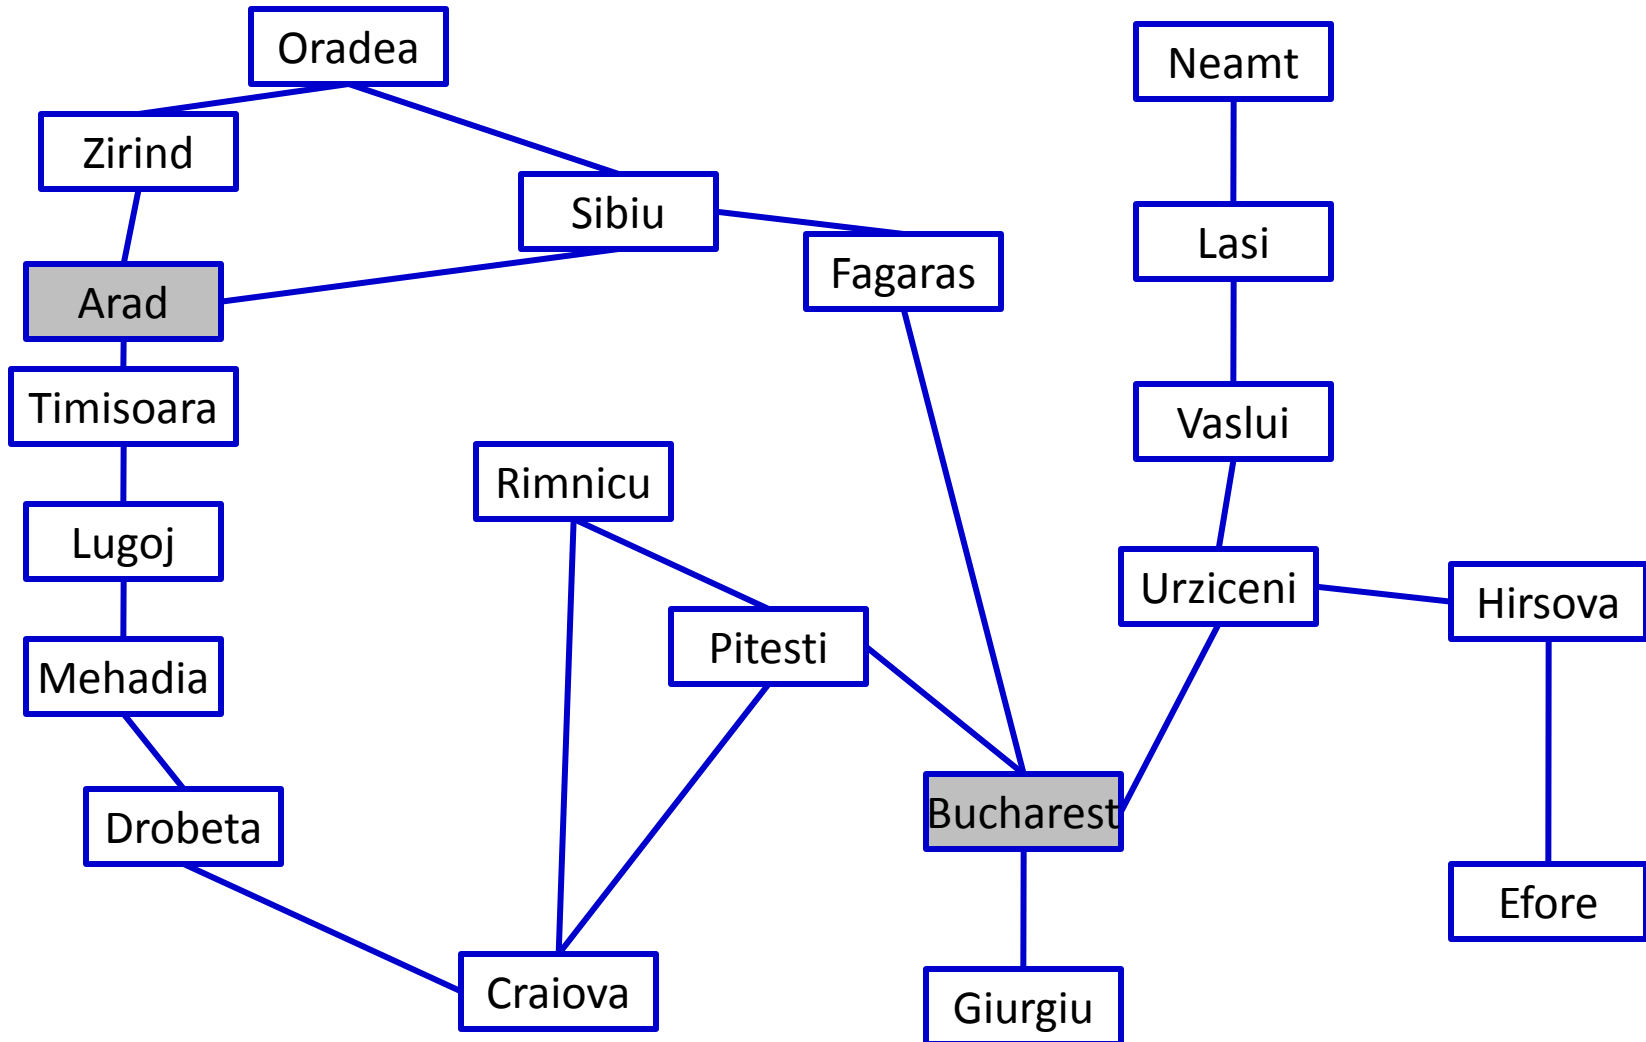 Oradea
Neamt
Zirind
Sibiu
Lasi
Fagaras
Arad
Timisoara
Vaslui
Rimnicu
Lugoj
Urziceni
Hirsova
Pitesti
Mehadia
Bucharest
Drobeta
Efore
Craiova
Giurgiu